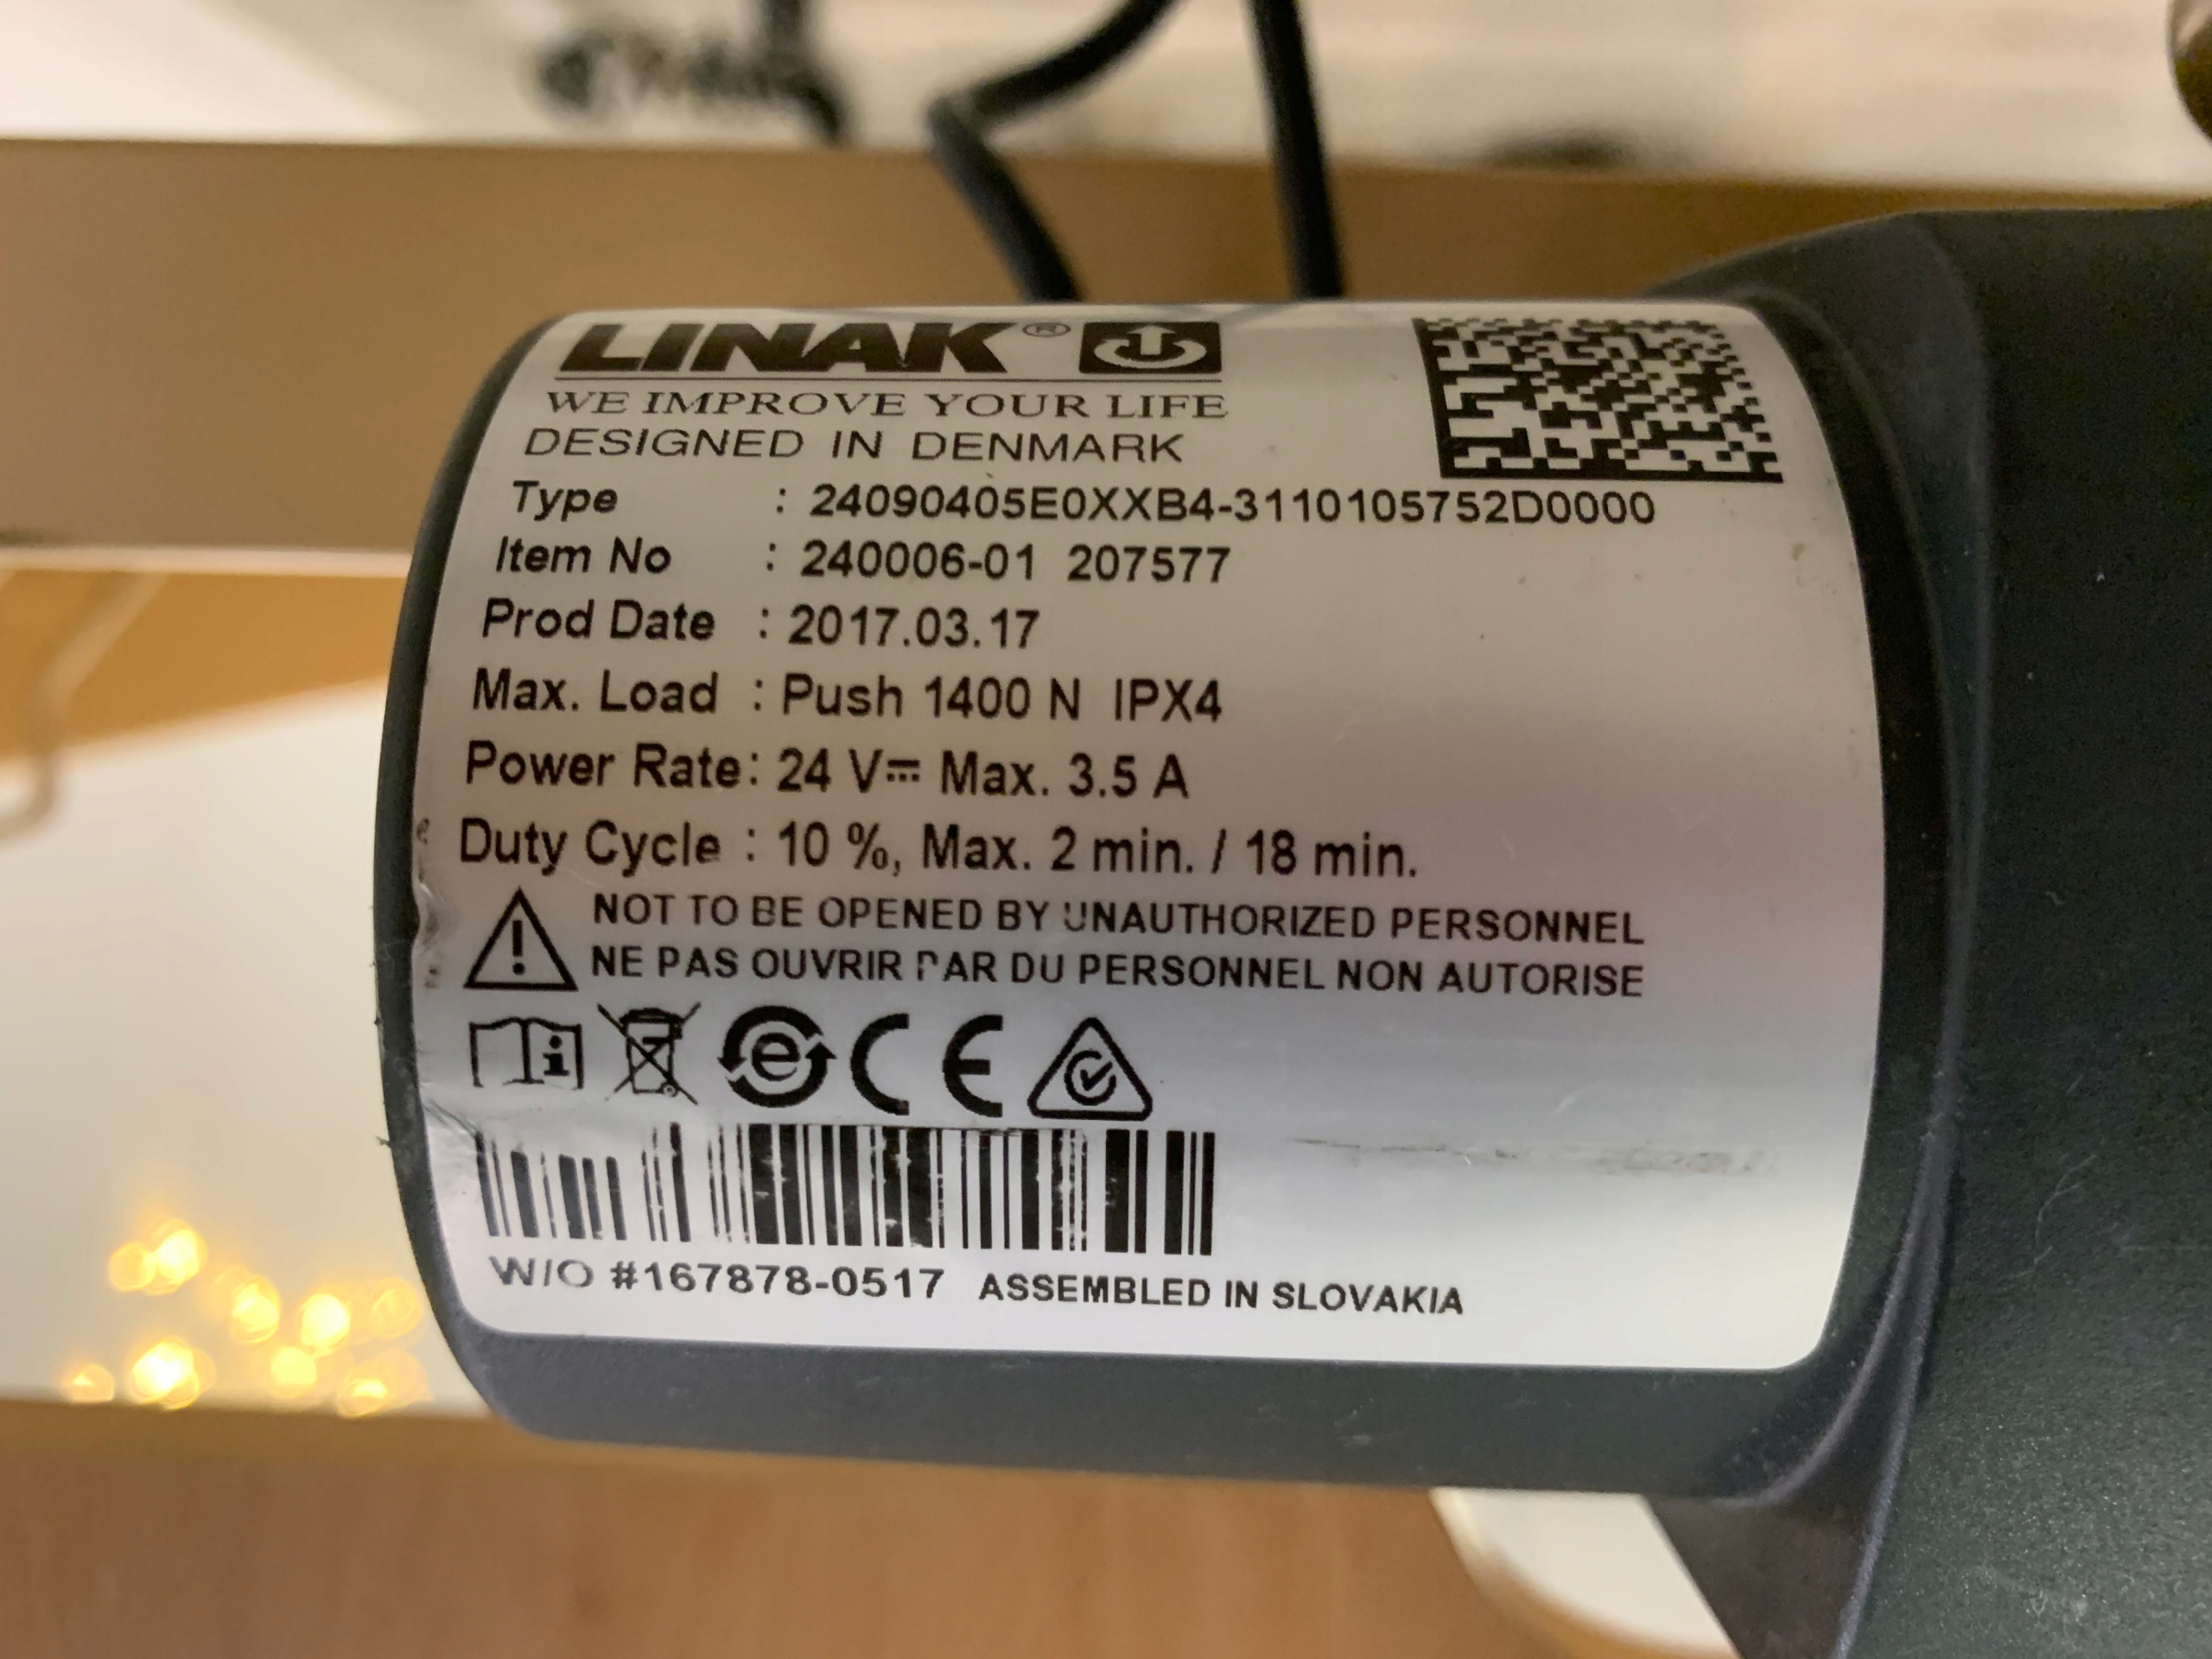 LINAK®
WE IMPROVE YOUR LIFE
DESIGNED IN DENMARK
Type : 24090405E0XXB4-3110105752D0000
Item No : 240006-01 207577
Prod Date : 2017.03.17
Max. Load : Push 1400 N IPX4
Power Rate: 24 V⎓ Max. 3.5 A
Duty Cycle : 10 %, Max. 2 min. / 18 min.
NOT TO BE OPENED BY UNAUTHORIZED PERSONNEL
NE PAS OUVRIR PAR DU PERSONNEL NON AUTORISE
i e CE
W/O #167878-0517 ASSEMBLED IN SLOVAKIA